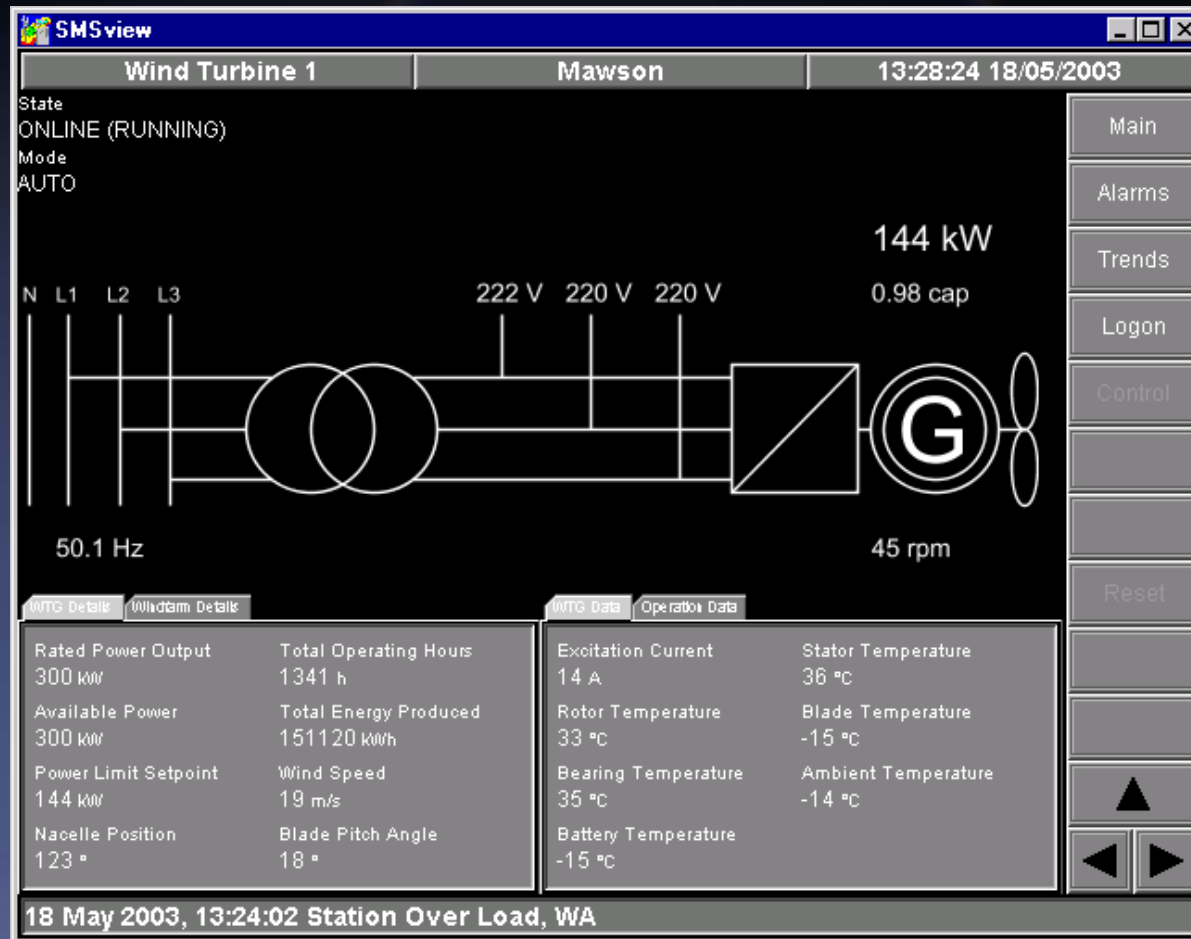 SMSview
Wind Turbine 1 Mawson 13:28:24 18/05/2003
State
ONLINE (RUNNING)
Mode
AUTO
144 kW
N L1 L2 L3 222 V 220 V 220 V 0.98 cap
G
50.1 Hz 45 rpm
Main
Alarms
Trends
Logon
Control
Reset
WTG Details Windfarm Details
Rated Power Output Total Operating Hours
300 kW 1341 h
Available Power Total Energy Produced
300 kW 151120 kWh
Power Limit Setpoint Wind Speed
144 kW 19 m/s
Nacelle Position Blade Pitch Angle
123 ° 18 °
WTG Data Operation Data
Excitation Current Stator Temperature
14 A 36 °C
Rotor Temperature Blade Temperature
33 °C -15 °C
Bearing Temperature Ambient Temperature
35 °C -14 °C
Battery Temperature
-15 °C
18 May 2003, 13:24:02 Station Over Load, WA